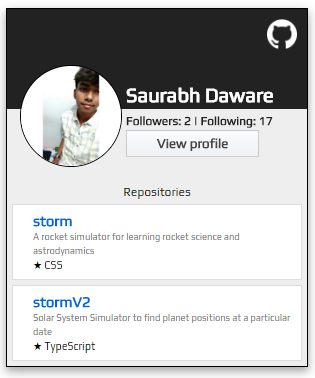 Saurabh Daware
Followers: 2 | Following: 17
View profile
Repositories
storm
A rocket simulator for learning rocket science and
astrodynamics
★ CSS
stormV2
Solar System Simulator to find planet positions at a particular
date
★ TypeScript